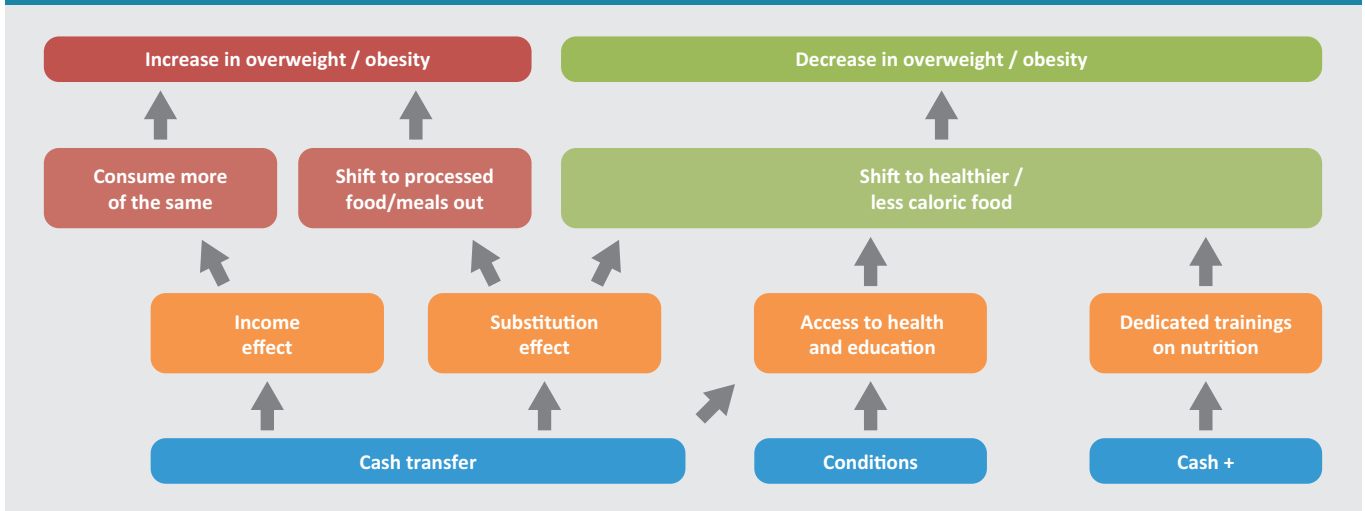 Increase in overweight / obesity
Decrease in overweight / obesity
Consume more
of the same
Shift to processed
food/meals out
Shift to healthier /
less caloric food
Income
effect
Substitution
effect
Access to health
and education
Dedicated trainings
on nutrition
Cash transfer
Conditions
Cash +